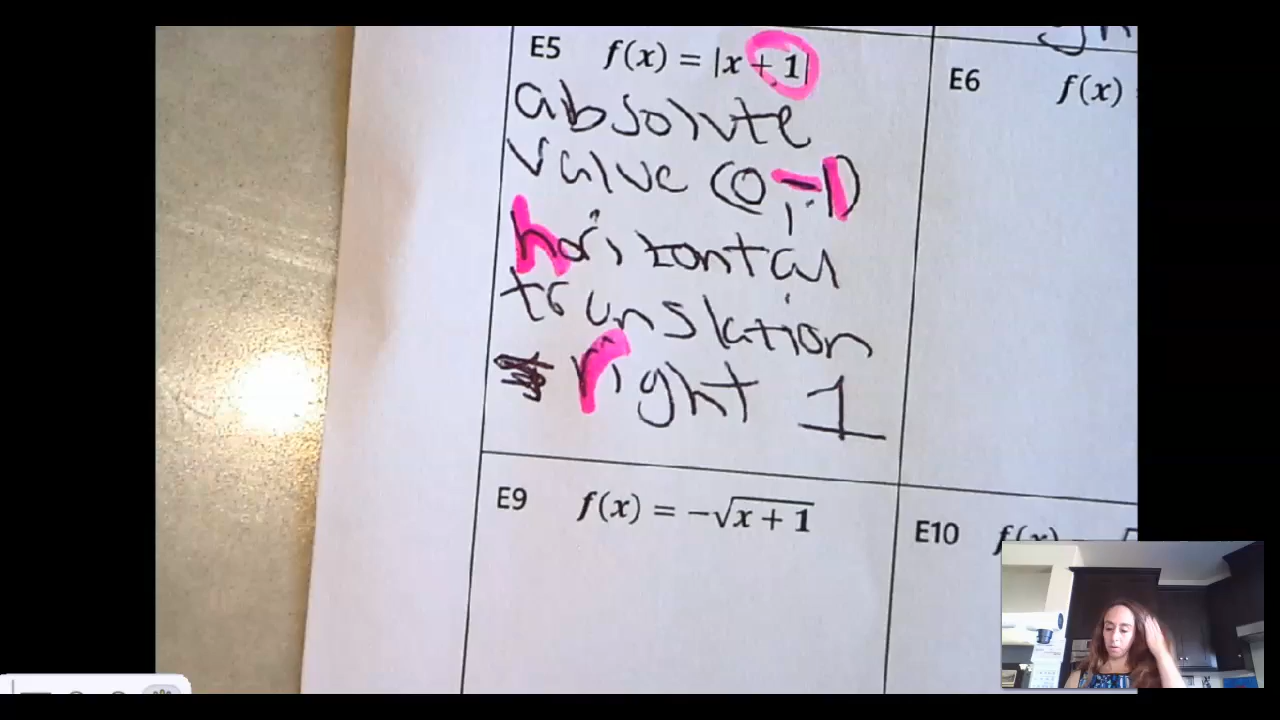 E5 f(x) = |x + 1|
absolute
value (0, -1)
horizontal
translation
right 1
E6 f(x)
E9 f(x) = -√x + 1
E10 f(x)